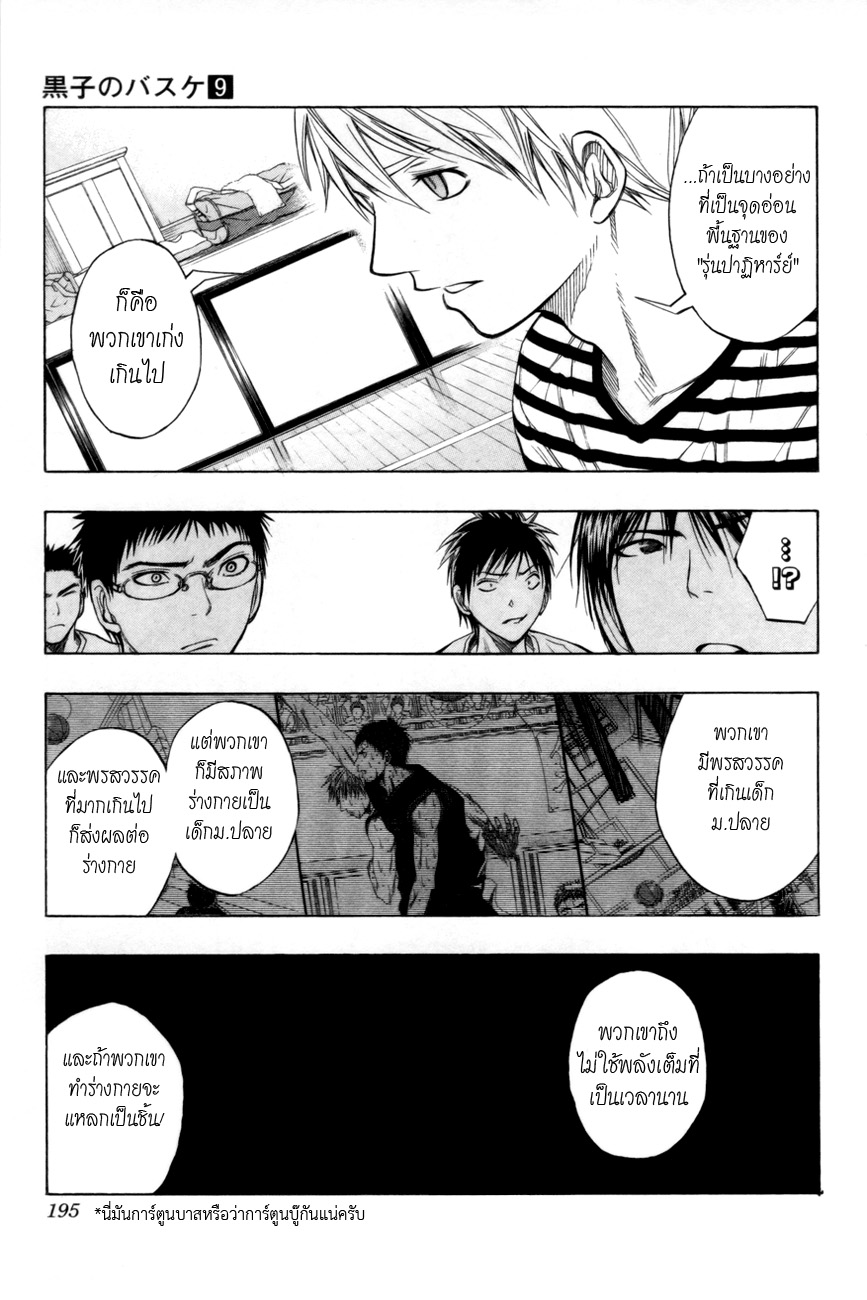 黒子のバスケ 9
...ถ้าเป็นบางอย่าง
ที่เป็นจุดอ่อน
พื้นฐานของ
"รุ่นปาฏิหาร์ย์"
ก็คือ
พวกเขาเก่ง
เกินไป
...
!?
พวกเขา
มีพรสวรรค
ที่เกินเด็ก
ม.ปลาย
แต่พวกเขา
ก็มีสภาพ
ร่างกายเป็น
เด็กม.ปลาย
และพรสวรรค
ที่มากเกินไป
ก็ส่งผลต่อ
ร่างกาย
พวกเขาถึง
ไม่ใช้พลังเต็มที่
เป็นเวลานาน
และถ้าพวกเขา
ทำร่างกายจะ
แหลกเป็นชิ้น!
195 *นี่มันการ์ตูนบาสหรือว่าการ์ตูนบู๊กันแน่ครับ